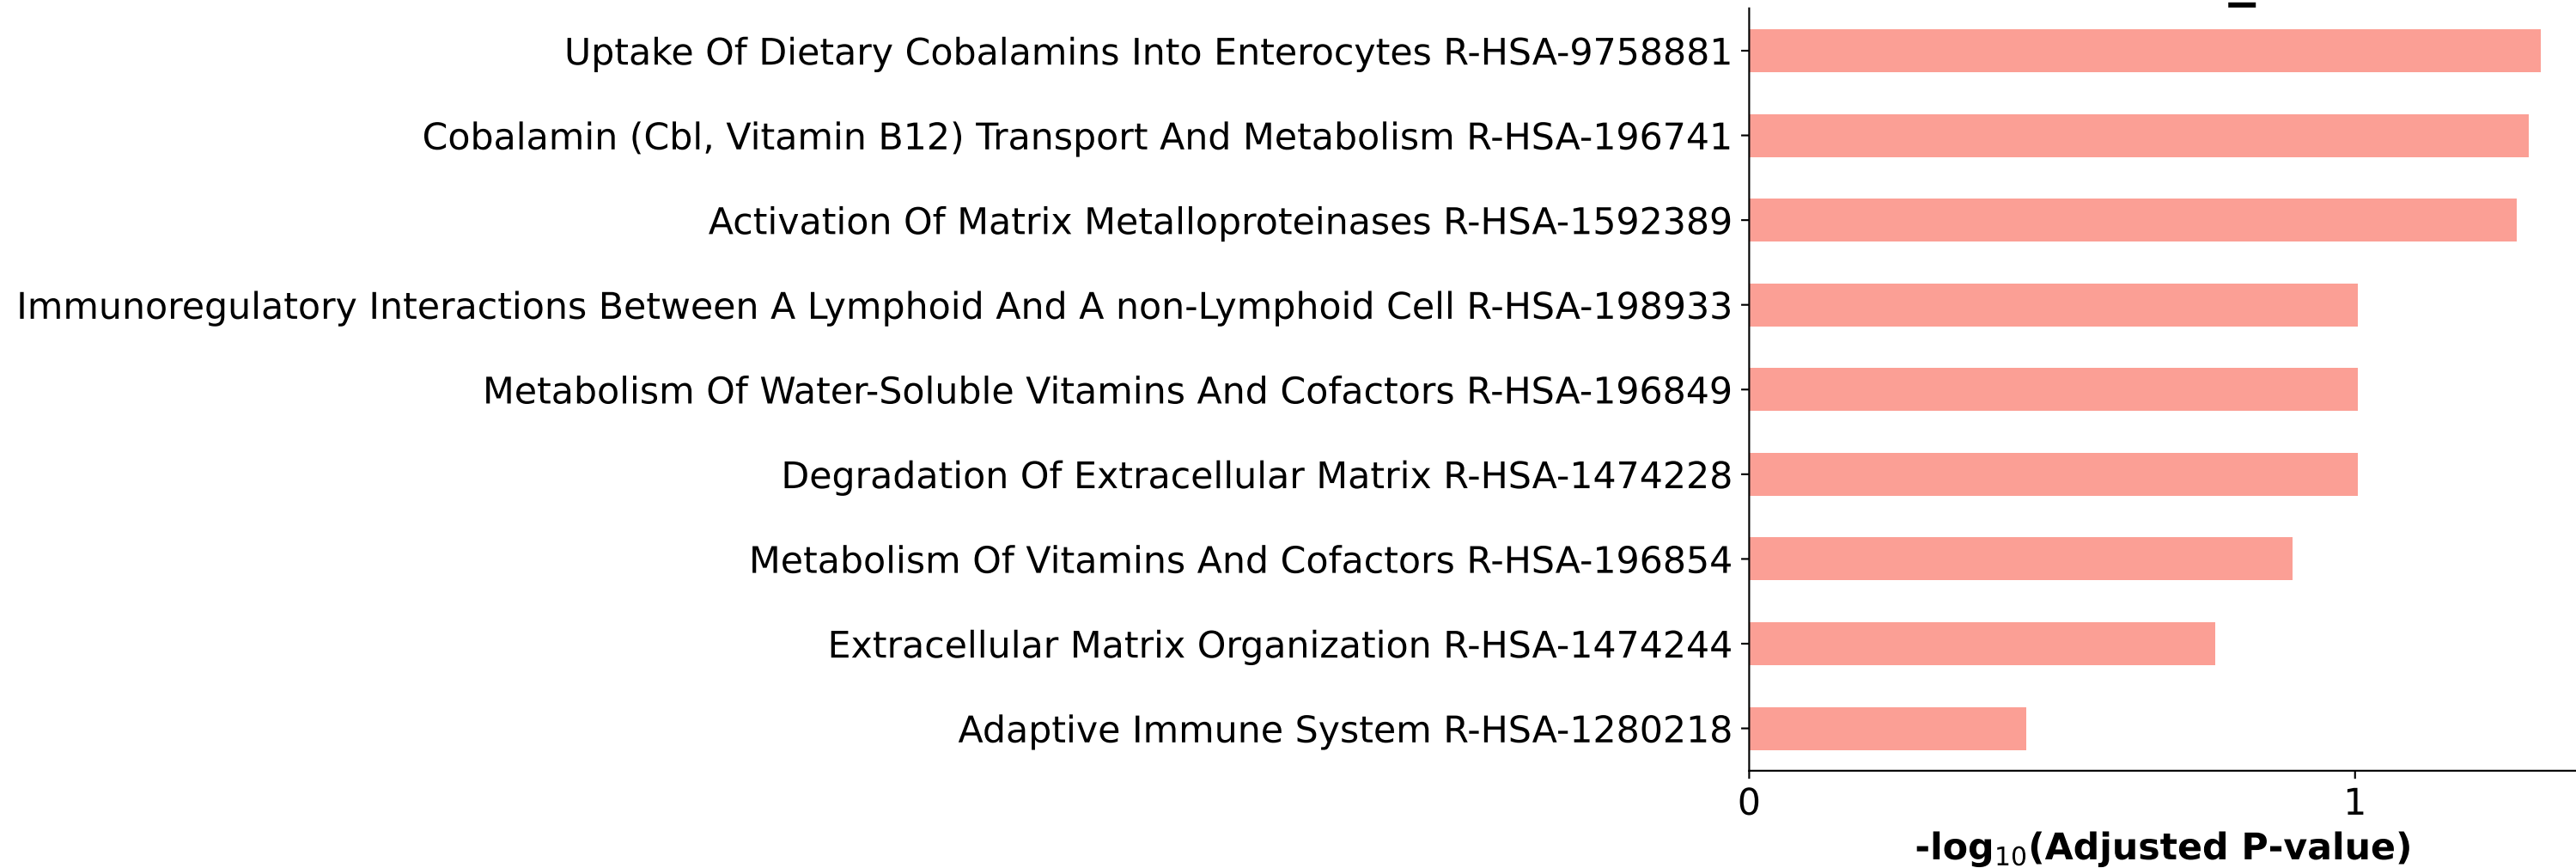 Uptake Of Dietary Cobalamins Into Enterocytes R-HSA-9758881
Cobalamin (Cbl, Vitamin B12) Transport And Metabolism R-HSA-196741
Activation Of Matrix Metalloproteinases R-HSA-1592389
Immunoregulatory Interactions Between A Lymphoid And A non-Lymphoid Cell R-HSA-198933
Metabolism Of Water-Soluble Vitamins And Cofactors R-HSA-196849
Degradation Of Extracellular Matrix R-HSA-1474228
Metabolism Of Vitamins And Cofactors R-HSA-196854
Extracellular Matrix Organization R-HSA-1474244
Adaptive Immune System R-HSA-1280218
0 1
-log₁₀(Adjusted P-value)